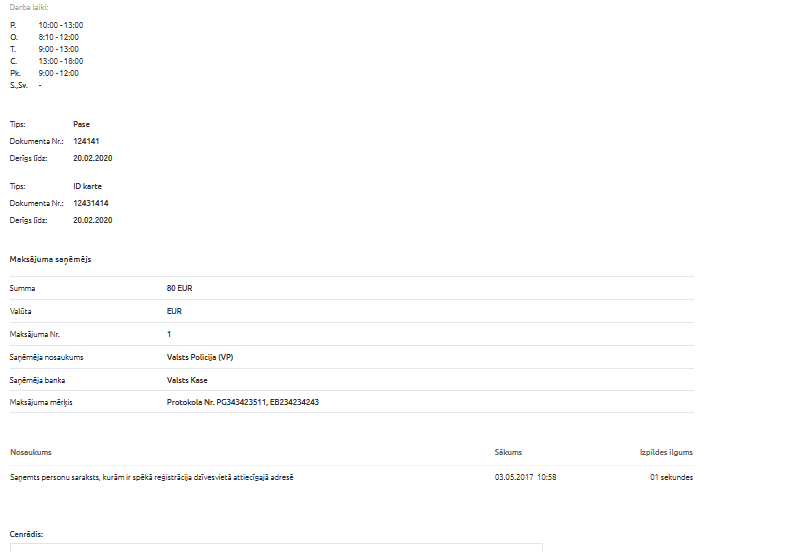 Darba laiki:
P. 10:00 - 13:00
O. 8:10 - 12:00
T. 9:00 - 13:00
C. 13:00 - 18:00
Pk. 9:00 - 12:00
S.,Sv. -
Tips: Pase
Dokumenta Nr.: 124141
Derīgs līdz: 20.02.2020
Tips: ID karte
Dokumenta Nr.: 12431414
Derīgs līdz: 20.02.2020
Maksājuma saņēmējs
Summa 80 EUR
Valūta EUR
Maksājuma Nr. 1
Saņēmēja nosaukums Valsts Policija (VP)
Saņēmēja banka Valsts Kase
Maksājuma mērķis Protokola Nr. PG343423511, EB234234243
Nosaukums Sākums Izpildes ilgums
Saņemts personu saraksts, kurām ir spēkā reģistrācija dzīvesvietā attiecīgajā adresē 03.05.2017 10:58 01 sekundes
Cenrādis: